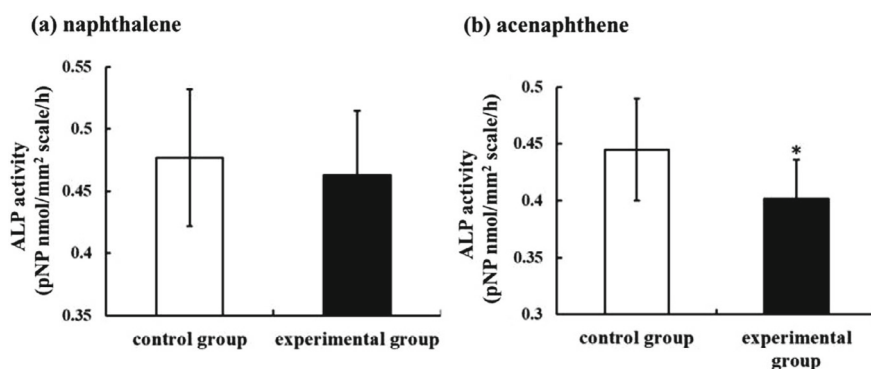 (a) naphthalene
ALP activity
(pNP nmol/mm² scale/h)
0.55
0.5
0.45
0.4
0.35
control group
experimental group
(b) acenaphthene
ALP activity
(pNP nmol/mm² scale/h)
0.5
0.45
0.4
0.35
0.3
*
control group
experimental
group